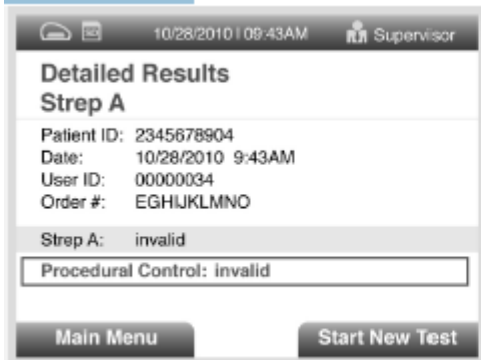 10/28/2010 | 09:43AM Supervisor
Detailed Results
Strep A
Patient ID: 2345678904
Date: 10/28/2010 9:43AM
User ID: 00000034
Order #: EGHIJKLMNO
Strep A: invalid
Procedural Control: invalid
Main Menu Start New Test